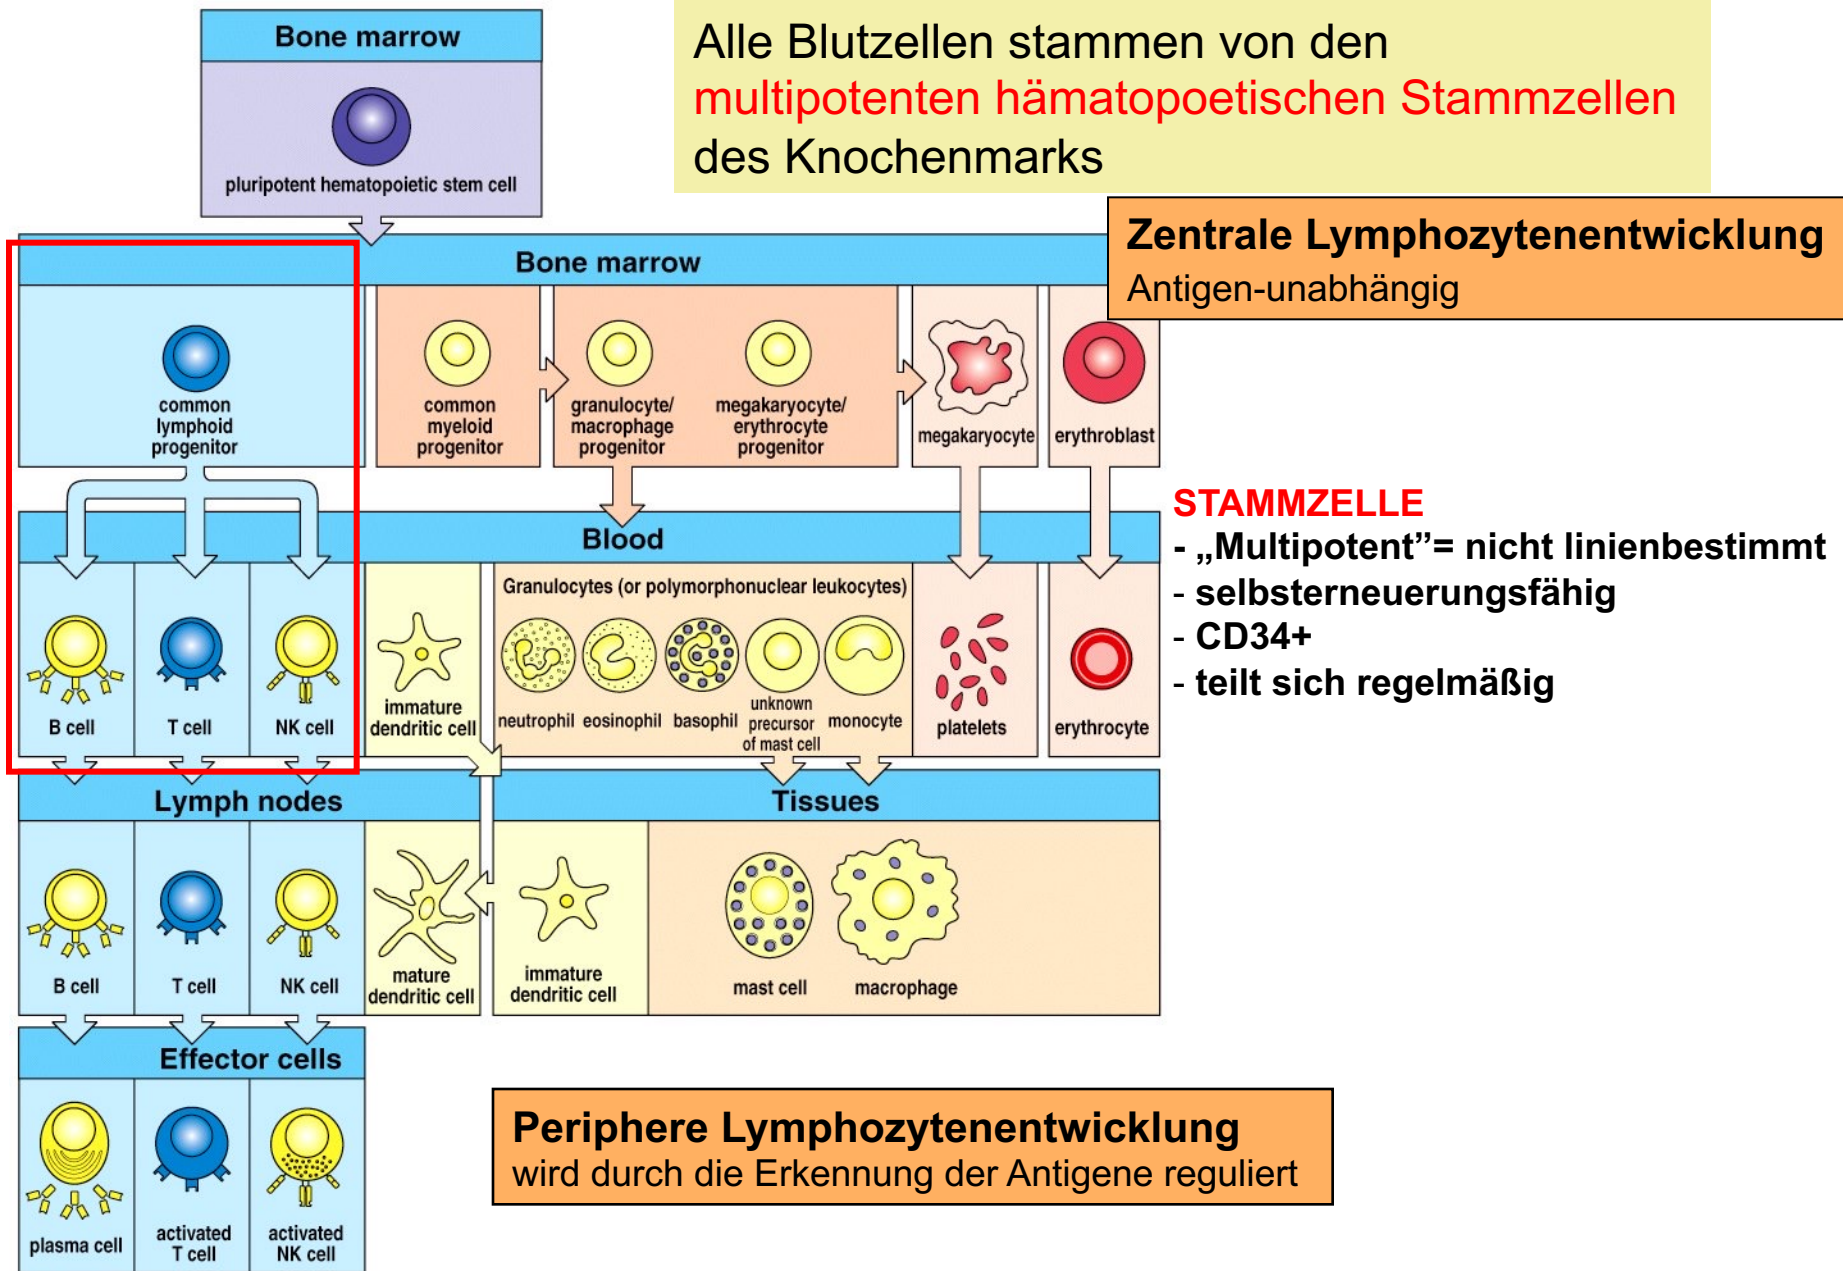 Bone marrow
pluripotent hematopoietic stem cell
Alle Blutzellen stammen von den
multipotenten hämatopoetischen Stammzellen
des Knochenmarks
Zentrale Lymphozytenentwicklung
Antigen-unabhängig
Bone marrow
common
lymphoid
progenitor
common
myeloid
progenitor
granulocyte/
macrophage
progenitor
megakaryocyte/
erythrocyte
progenitor
megakaryocyte
erythroblast
STAMMZELLE
- „Multipotent”= nicht linienbestimmt
- selbsterneuerungsfähig
- CD34+
- teilt sich regelmäßig
Blood
B cell
T cell
NK cell
immature
dendritic cell
Granulocytes (or polymorphonuclear leukocytes)
neutrophil
eosinophil
basophil
unknown
precursor
of mast cell
monocyte
platelets
erythrocyte
Lymph nodes
Tissues
B cell
T cell
NK cell
mature
dendritic cell
immature
dendritic cell
mast cell
macrophage
Effector cells
plasma cell
activated
T cell
activated
NK cell
Periphere Lymphozytenentwicklung
wird durch die Erkennung der Antigene reguliert